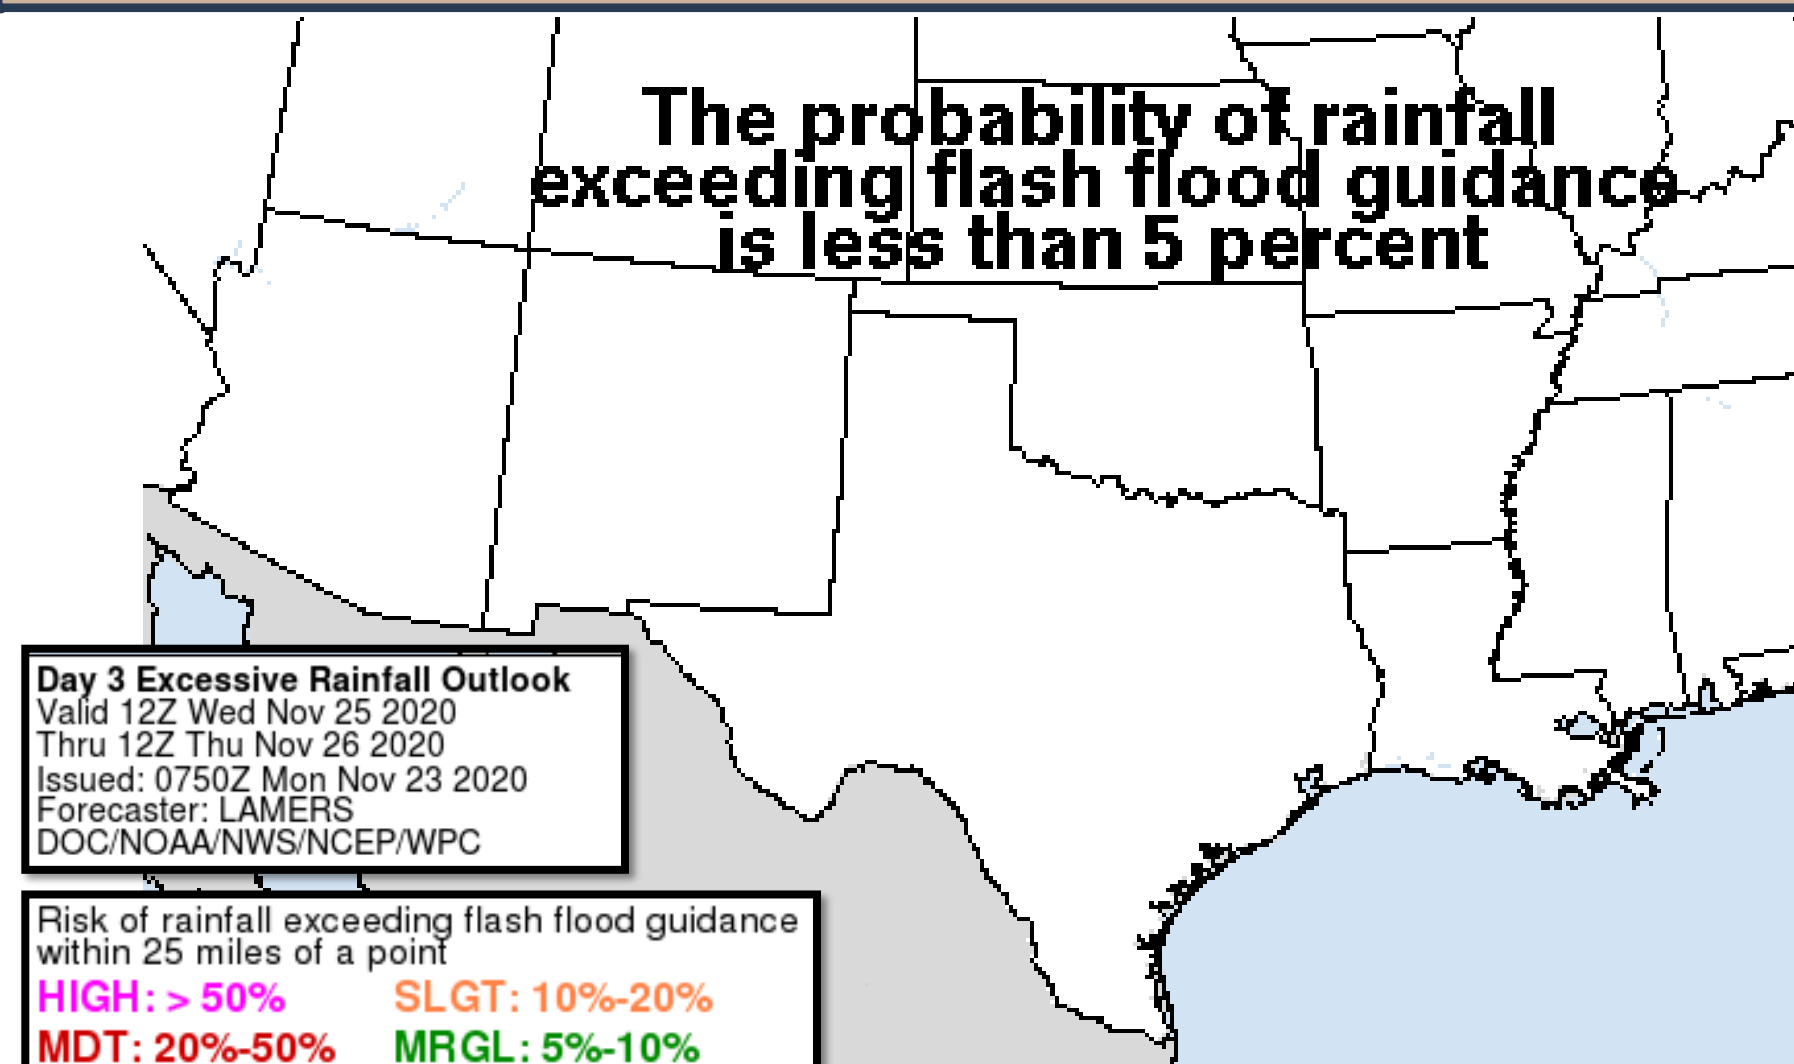 The probability of rainfall
exceeding flash flood guidance
is less than 5 percent
Day 3 Excessive Rainfall Outlook
Valid 12Z Wed Nov 25 2020
Thru 12Z Thu Nov 26 2020
Issued: 0750Z Mon Nov 23 2020
Forecaster: LAMERS
DOC/NOAA/NWS/NCEP/WPC
Risk of rainfall exceeding flash flood guidance
within 25 miles of a point
HIGH: > 50% SLGT: 10%-20%
MDT: 20%-50% MRGL: 5%-10%